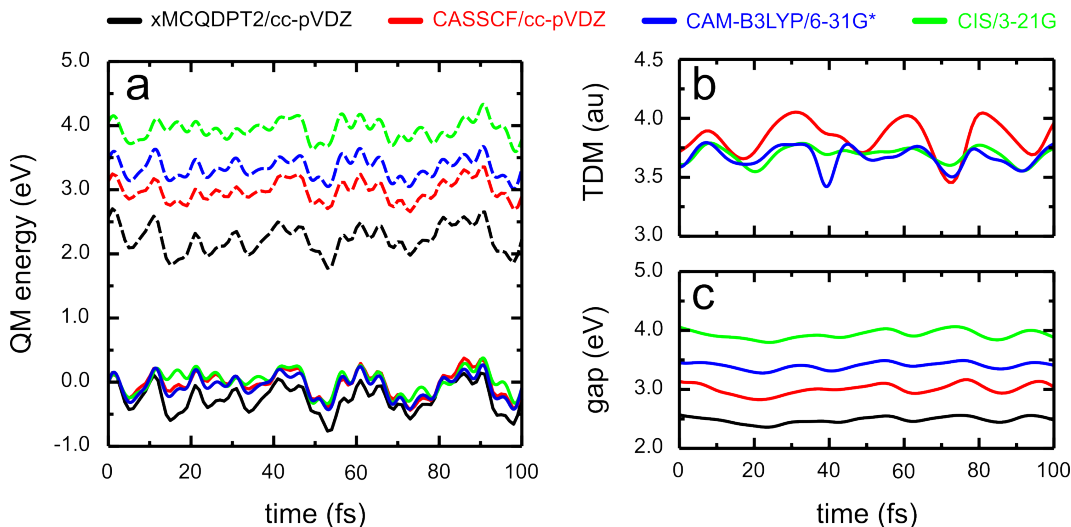 xMCQDPT2/cc-pVDZ CASSCF/cc-pVDZ CAM-B3LYP/6-31G* CIS/3-21G
a
QM energy (eV)
5.0
4.0
3.0
2.0
1.0
0.0
-1.0
0 20 40 60 80 100
time (fs)
b
TDM (au)
4.5
4.0
3.5
3.0
c
gap (eV)
5.0
4.0
3.0
2.0
0 20 40 60 80 100
time (fs)